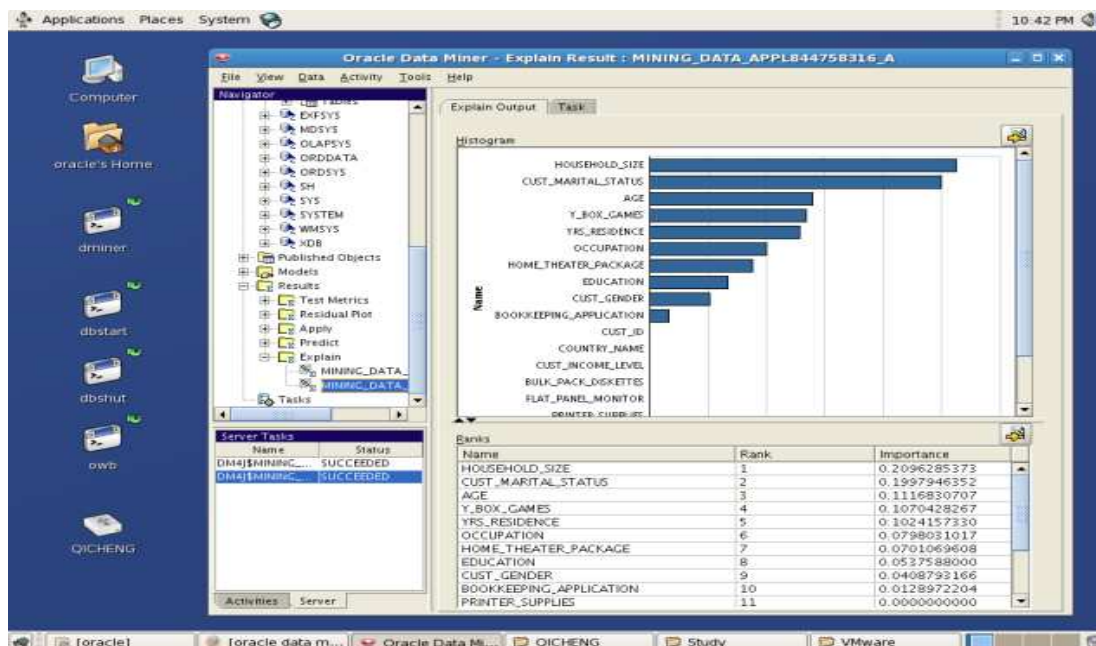 Applications Places System
10:42 PM
Computer
oracle's Home
dminer
dbstart
dbshut
owb
QICHENG
Oracle Data Miner - Explain Result : MINING_DATA_APPL844758316_A
File View Data Activity Tools Help
Navigator
Tables
EXFSYS
MDSYS
OLAPSYS
ORDDATA
ORDSYS
SH
SYS
SYSTEM
WMSYS
XDB
Published Objects
Models
Results
Test Metrics
Residual Plot
Apply
Predict
Explain
MINING_DATA_
MINING_DATA_
Tasks
Server Tasks
Name Status
DM4J$MINING_... SUCCEEDED
DM4J$MINING_... SUCCEEDED
Activities Server
Explain Output Task
Histogram
Name
HOUSEHOLD_SIZE
CUST_MARITAL_STATUS
AGE
Y_BOX_GAMES
YRS_RESIDENCE
OCCUPATION
HOME_THEATER_PACKAGE
EDUCATION
CUST_GENDER
BOOKKEEPING_APPLICATION
CUST_ID
COUNTRY_NAME
CUST_INCOME_LEVEL
BULK_PACK_DISKETTES
FLAT_PANEL_MONITOR
PRINTER_SUPPLIES
Ranks
Name Rank Importance
HOUSEHOLD_SIZE 1 0.2096285373
CUST_MARITAL_STATUS 2 0.1997946352
AGE 3 0.1116830707
Y_BOX_GAMES 4 0.1070428267
YRS_RESIDENCE 5 0.1024157330
OCCUPATION 6 0.0798031017
HOME_THEATER_PACKAGE 7 0.0701069608
EDUCATION 8 0.0537588000
CUST_GENDER 9 0.0408793166
BOOKKEEPING_APPLICATION 10 0.0128972204
PRINTER_SUPPLIES 11 0.0000000000
[oracle] [oracle data m... Oracle Data Mi... QICHENG Study VMware